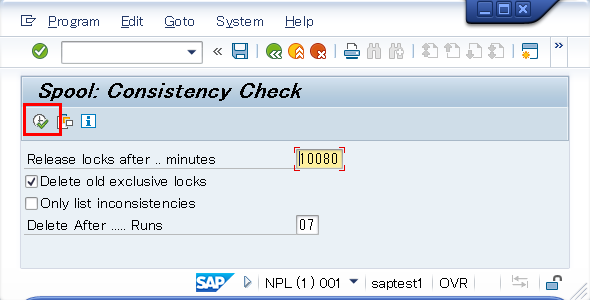 Program Edit Goto System Help
Spool: Consistency Check
Release locks after .. minutes 10080
Delete old exclusive locks
Only list inconsistencies
Delete After ..... Runs 07
SAP NPL (1) 001 saptest1 OVR